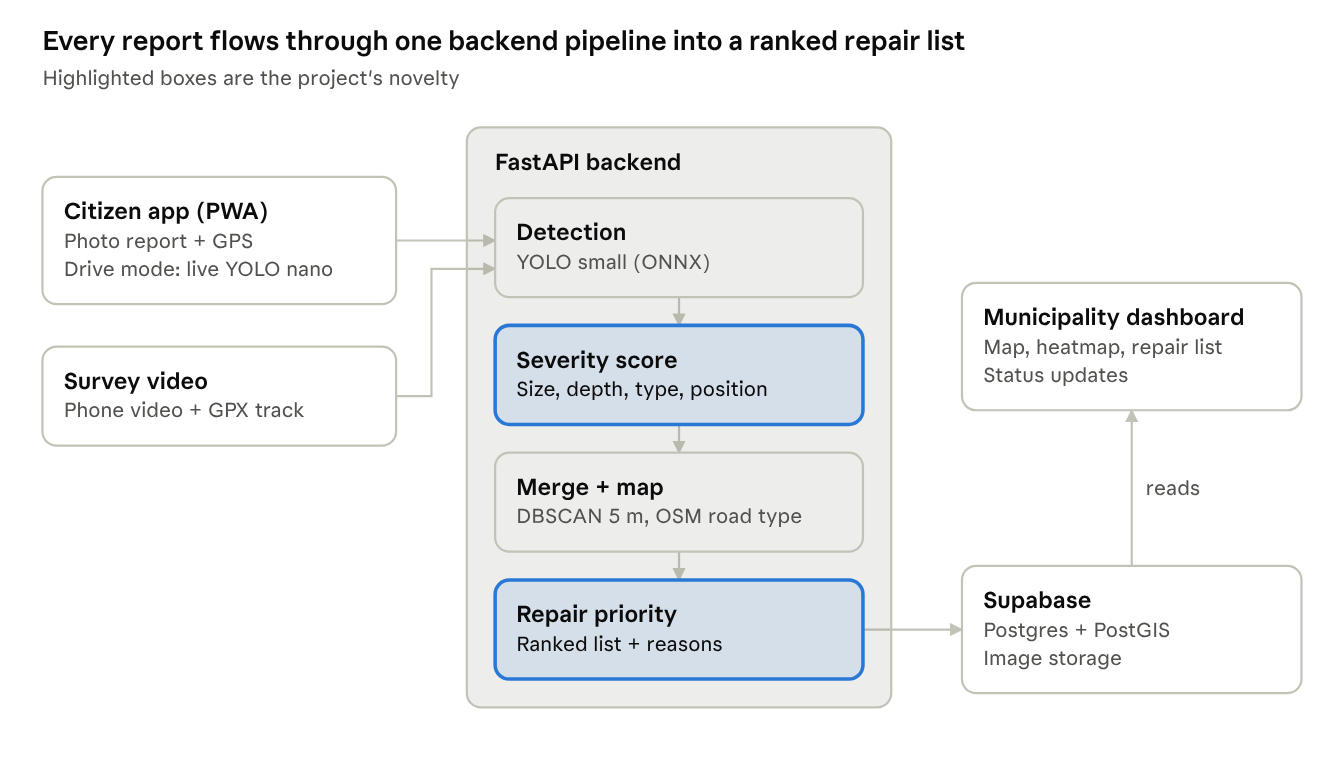 Every report flows through one backend pipeline into a ranked repair list
Highlighted boxes are the project's novelty
Citizen app (PWA)
Photo report + GPS
Drive mode: live YOLO nano
Survey video
Phone video + GPX track
FastAPI backend
Detection
YOLO small (ONNX)
Severity score
Size, depth, type, position
Merge + map
DBSCAN 5 m, OSM road type
Repair priority
Ranked list + reasons
Municipality dashboard
Map, heatmap, repair list
Status updates
reads
Supabase
Postgres + PostGIS
Image storage